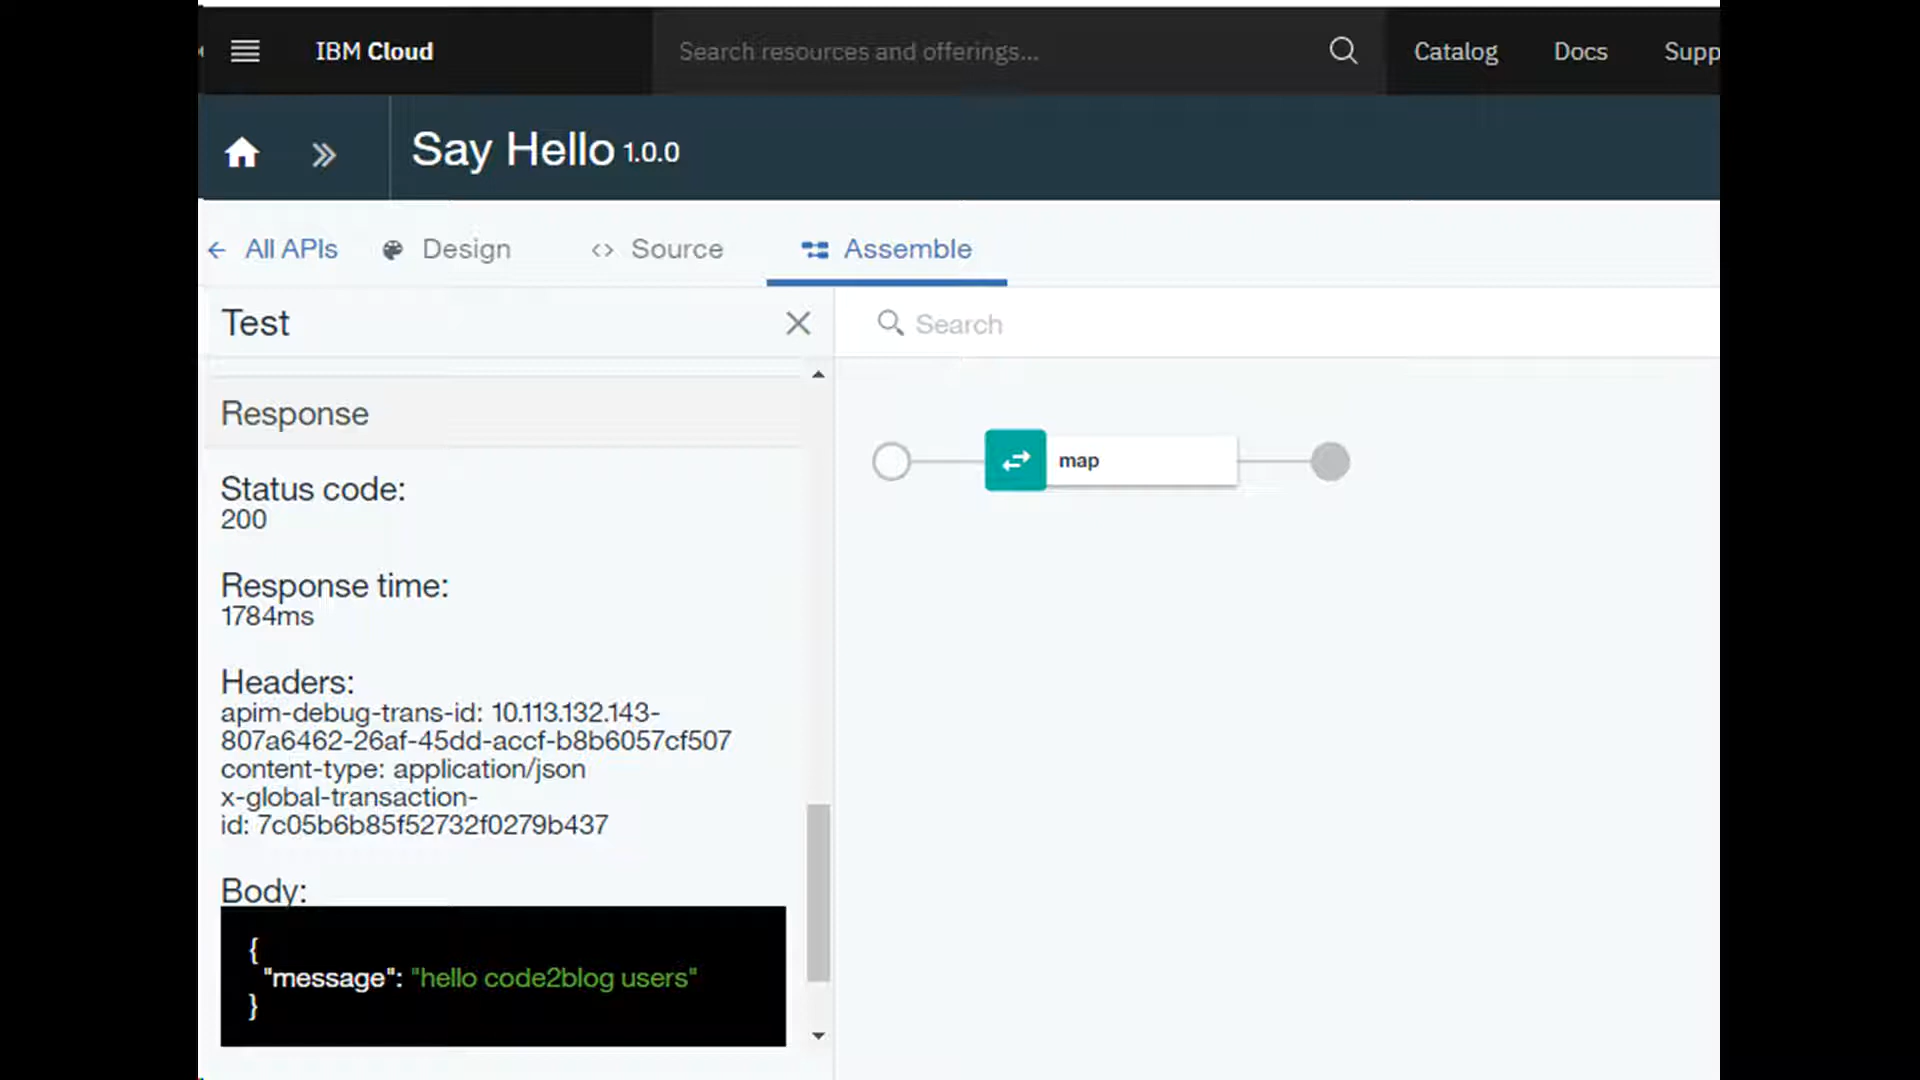 IBM Cloud Search resources and offerings... Catalog Docs Supp
Say Hello 1.0.0
All APIs Design Source Assemble
Test Search
Response
map
Status code:
200
Response time:
1784ms
Headers:
apim-debug-trans-id: 10.113.132.143-
807a6462-26af-45dd-accf-b8b6057cf507
content-type: application/json
x-global-transaction-
id: 7c05b6b85f52732f0279b437
Body:
{
"message": "hello code2blog users"
}